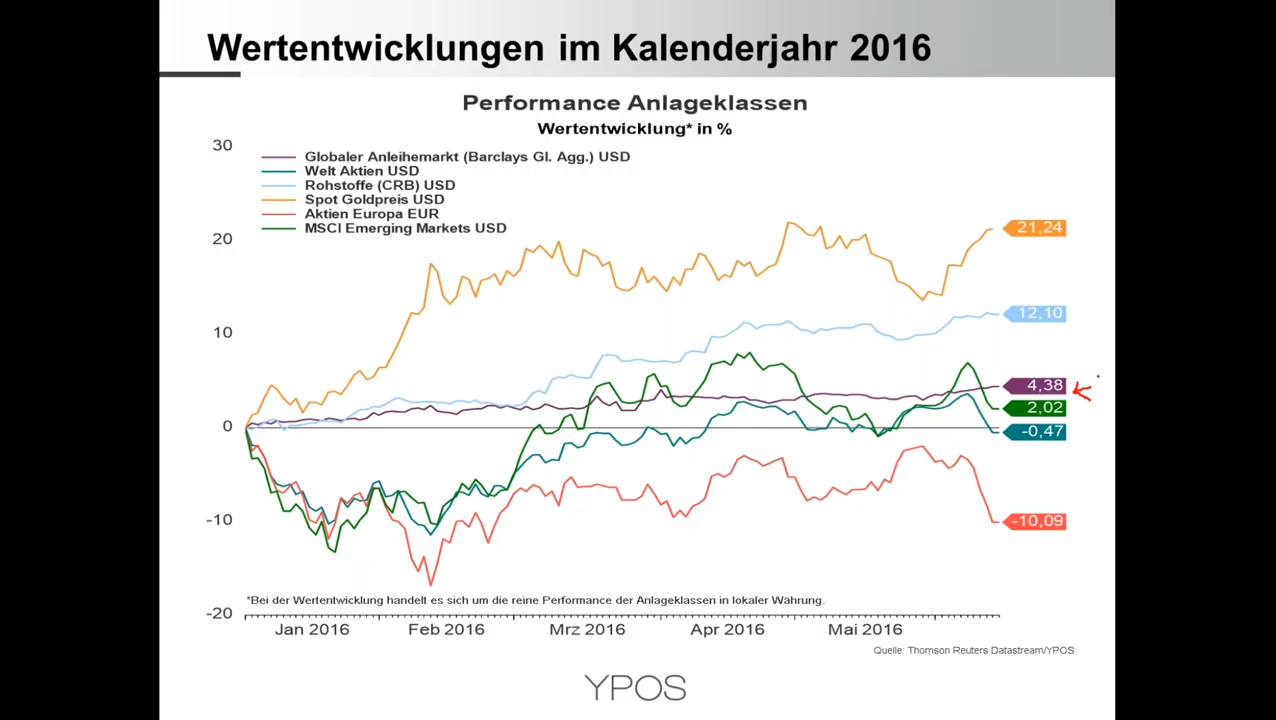 Wertentwicklungen im Kalenderjahr 2016
Performance Anlageklassen
Wertentwicklung* in %
30
20
10
0
-10
-20
Globaler Anleihemarkt (Barclays Gl. Agg.) USD
Welt Aktien USD
Rohstoffe (CRB) USD
Spot Goldpreis USD
Aktien Europa EUR
MSCI Emerging Markets USD
21,24
12,10
4,38
2,02
-0,47
-10,09
*Bei der Wertentwicklung handelt es sich um die reine Performance der Anlageklassen in lokaler Währung.
Jan 2016 Feb 2016 Mrz 2016 Apr 2016 Mai 2016
Quelle: Thomson Reuters Datastream/YPOS
YPOS